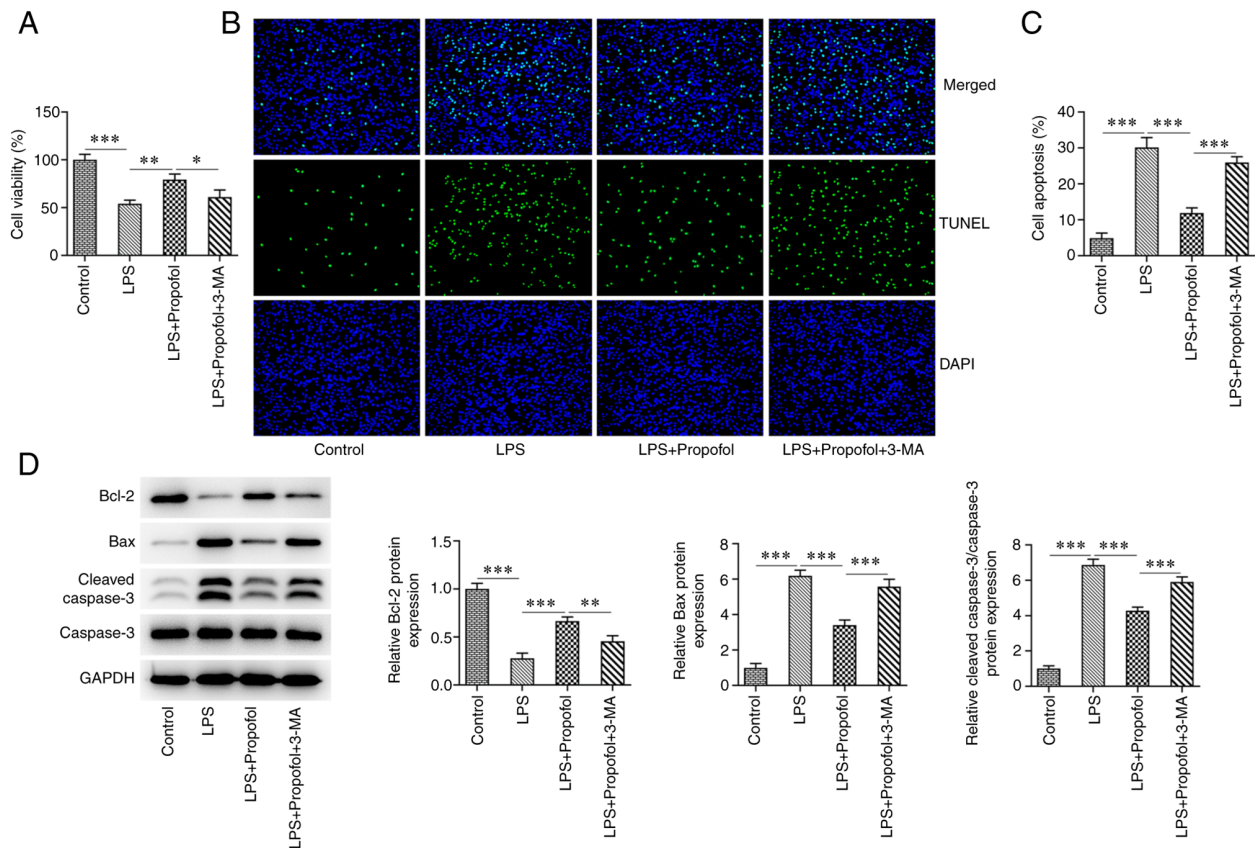 A
Cell viability (%)
150
100
50
0
***
**
*
Control
LPS
LPS+Propofol
LPS+Propofol+3-MA
B
Merged
TUNEL
DAPI
Control
LPS
LPS+Propofol
LPS+Propofol+3-MA
C
Cell apoptosis (%)
40
30
20
10
0
***
***
***
Control
LPS
LPS+Propofol
LPS+Propofol+3-MA
D
Bcl-2
Bax
Cleaved
caspase-3
Caspase-3
GAPDH
Control
LPS
LPS+Propofol
LPS+Propofol+3-MA
Relative Bcl-2 protein
expression
1.5
1.0
0.5
0.0
***
***
**
Control
LPS
LPS+Propofol
LPS+Propofol+3-MA
Relative Bax protein
expression
8
6
4
2
0
***
***
***
Control
LPS
LPS+Propofol
LPS+Propofol+3-MA
Relative cleaved caspase-3/caspase-3
protein expression
8
6
4
2
0
***
***
***
Control
LPS
LPS+Propofol
LPS+Propofol+3-MA